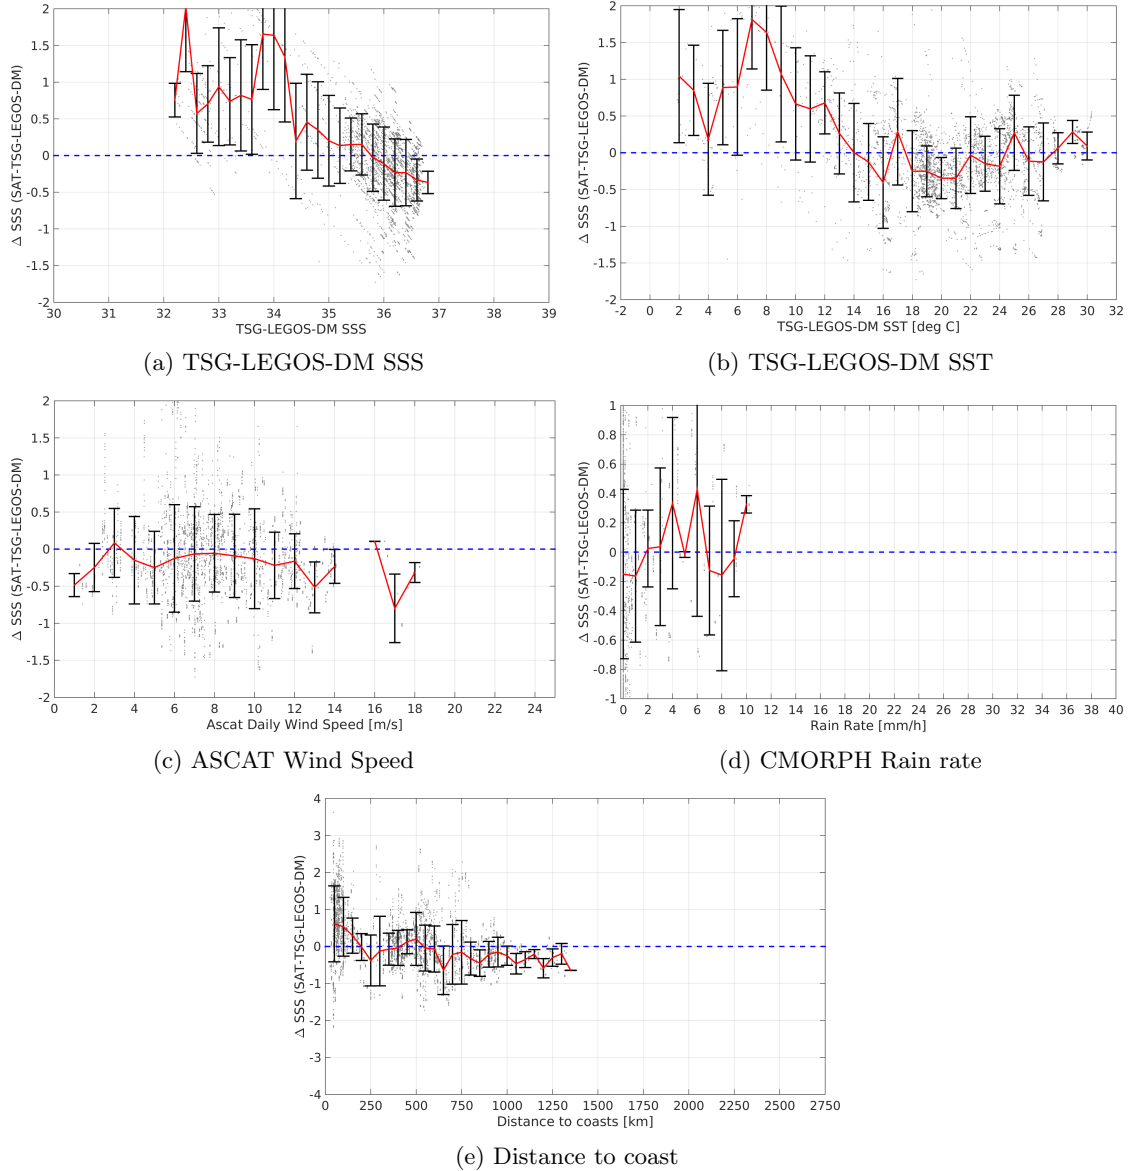 2
1.5
1
0.5
0
-0.5
-1
-1.5
-2
Δ SSS (SAT-TSG-LEGOS-DM)
30 31 32 33 34 35 36 37 38 39
TSG-LEGOS-DM SSS
(a) TSG-LEGOS-DM SSS
2
1.5
1
0.5
0
-0.5
-1
-1.5
-2
Δ SSS (SAT-TSG-LEGOS-DM)
-2 0 2 4 6 8 10 12 14 16 18 20 22 24 26 28 30 32
TSG-LEGOS-DM SST [deg C]
(b) TSG-LEGOS-DM SST
2
1.5
1
0.5
0
-0.5
-1
-1.5
-2
Δ SSS (SAT-TSG-LEGOS-DM)
0 2 4 6 8 10 12 14 16 18 20 22 24
Ascat Daily Wind Speed [m/s]
(c) ASCAT Wind Speed
1
0.8
0.6
0.4
0.2
0
-0.2
-0.4
-0.6
-0.8
-1
Δ SSS (SAT-TSG-LEGOS-DM)
0 2 4 6 8 10 12 14 16 18 20 22 24 26 28 30 32 34 36 38 40
Rain Rate [mm/h]
(d) CMORPH Rain rate
4
3
2
1
0
-1
-2
-3
-4
Δ SSS (SAT-TSG-LEGOS-DM)
0 250 500 750 1000 1250 1500 1750 2000 2250 2500 2750
Distance to coasts [km]
(e) Distance to coast